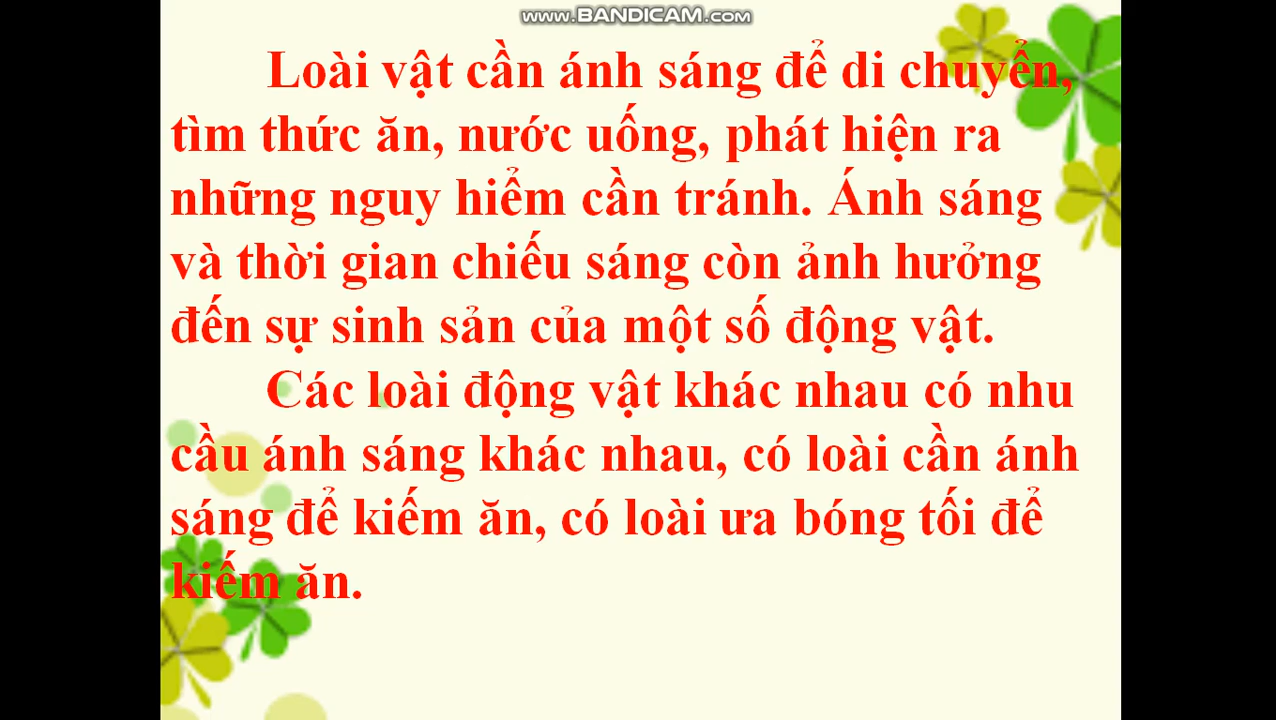 www.BANDICAM.com
Loài vật cần ánh sáng để di chuyển,
tìm thức ăn, nước uống, phát hiện ra
những nguy hiểm cần tránh. Ánh sáng
và thời gian chiếu sáng còn ảnh hưởng
đến sự sinh sản của một số động vật.
Các loài động vật khác nhau có nhu
cầu ánh sáng khác nhau, có loài cần ánh
sáng để kiếm ăn, có loài ưa bóng tối để
kiếm ăn.